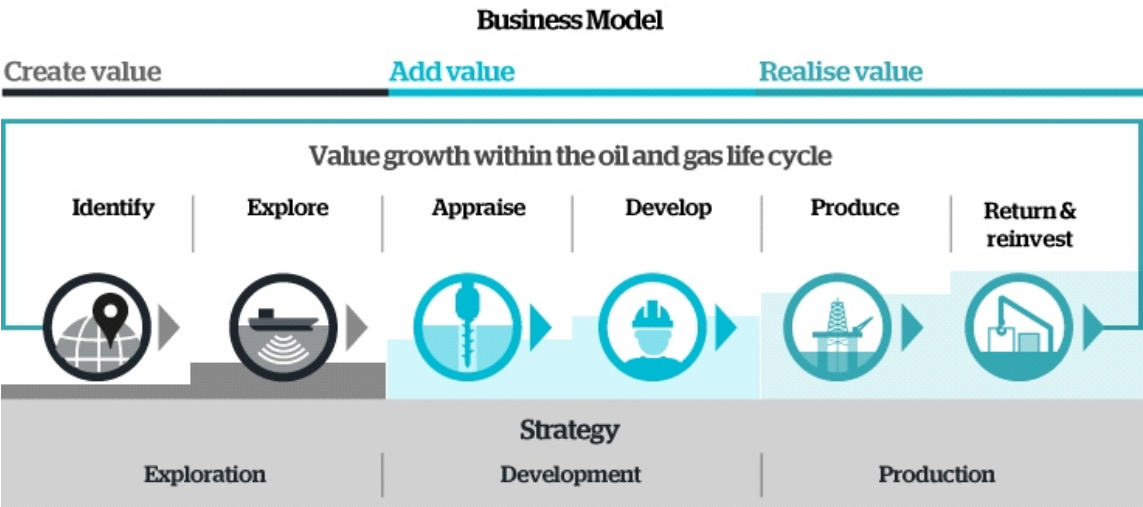 Business Model
Create value
Add value
Realise value
Value growth within the oil and gas life cycle
Identify
Explore
Appraise
Develop
Produce
Return &
reinvest
Strategy
Exploration
Development
Production